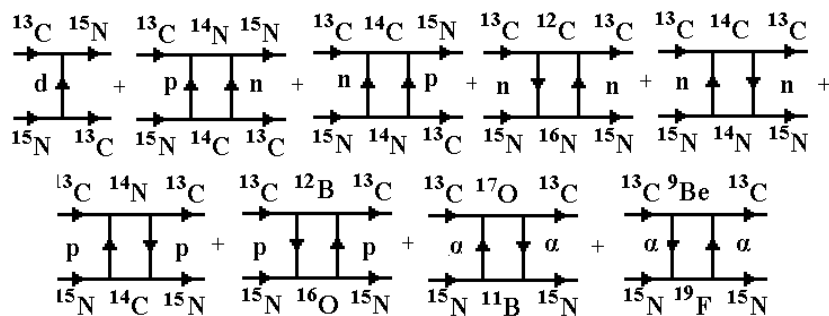 ¹³C ¹⁵N ¹³C ¹⁴N ¹⁵N ¹³C ¹⁴C ¹⁵N ¹³C ¹²C ¹³C ¹³C ¹⁴C ¹³C
d + p n + n p + n n + n n +
¹⁵N ¹³C ¹⁵N ¹⁴C ¹³C ¹⁵N ¹⁴N ¹³C ¹⁵N ¹⁶N ¹⁵N ¹⁵N ¹⁴N ¹⁵N
¹³C ¹⁴N ¹³C ¹³C ¹²B ¹³C ¹³C ¹⁷O ¹³C ¹³C ⁹Be ¹³C
p p + p p + α α + α α
¹⁵N ¹⁴C ¹⁵N ¹⁵N ¹⁶O ¹⁵N ¹⁵N ¹¹B ¹⁵N ¹⁵N ¹⁹F ¹⁵N